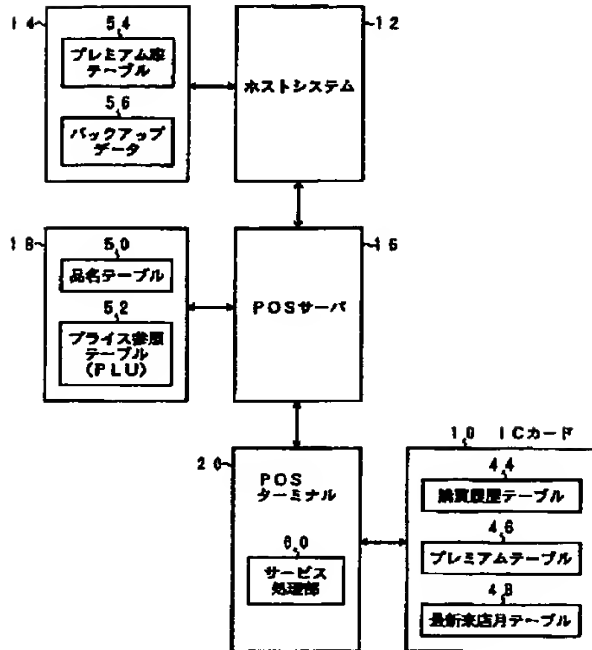 14
54
プレミアム率
テーブル
56
バックアップ
データ
12
ホストシステム
18
50
品名テーブル
52
プライス参照
テーブル
(PLU)
16
POSサーバ
20
POS
ターミナル
60
サービス
処理部
10 ICカード
44
購買履歴テーブル
46
プレミアムテーブル
48
最新来店月テーブル